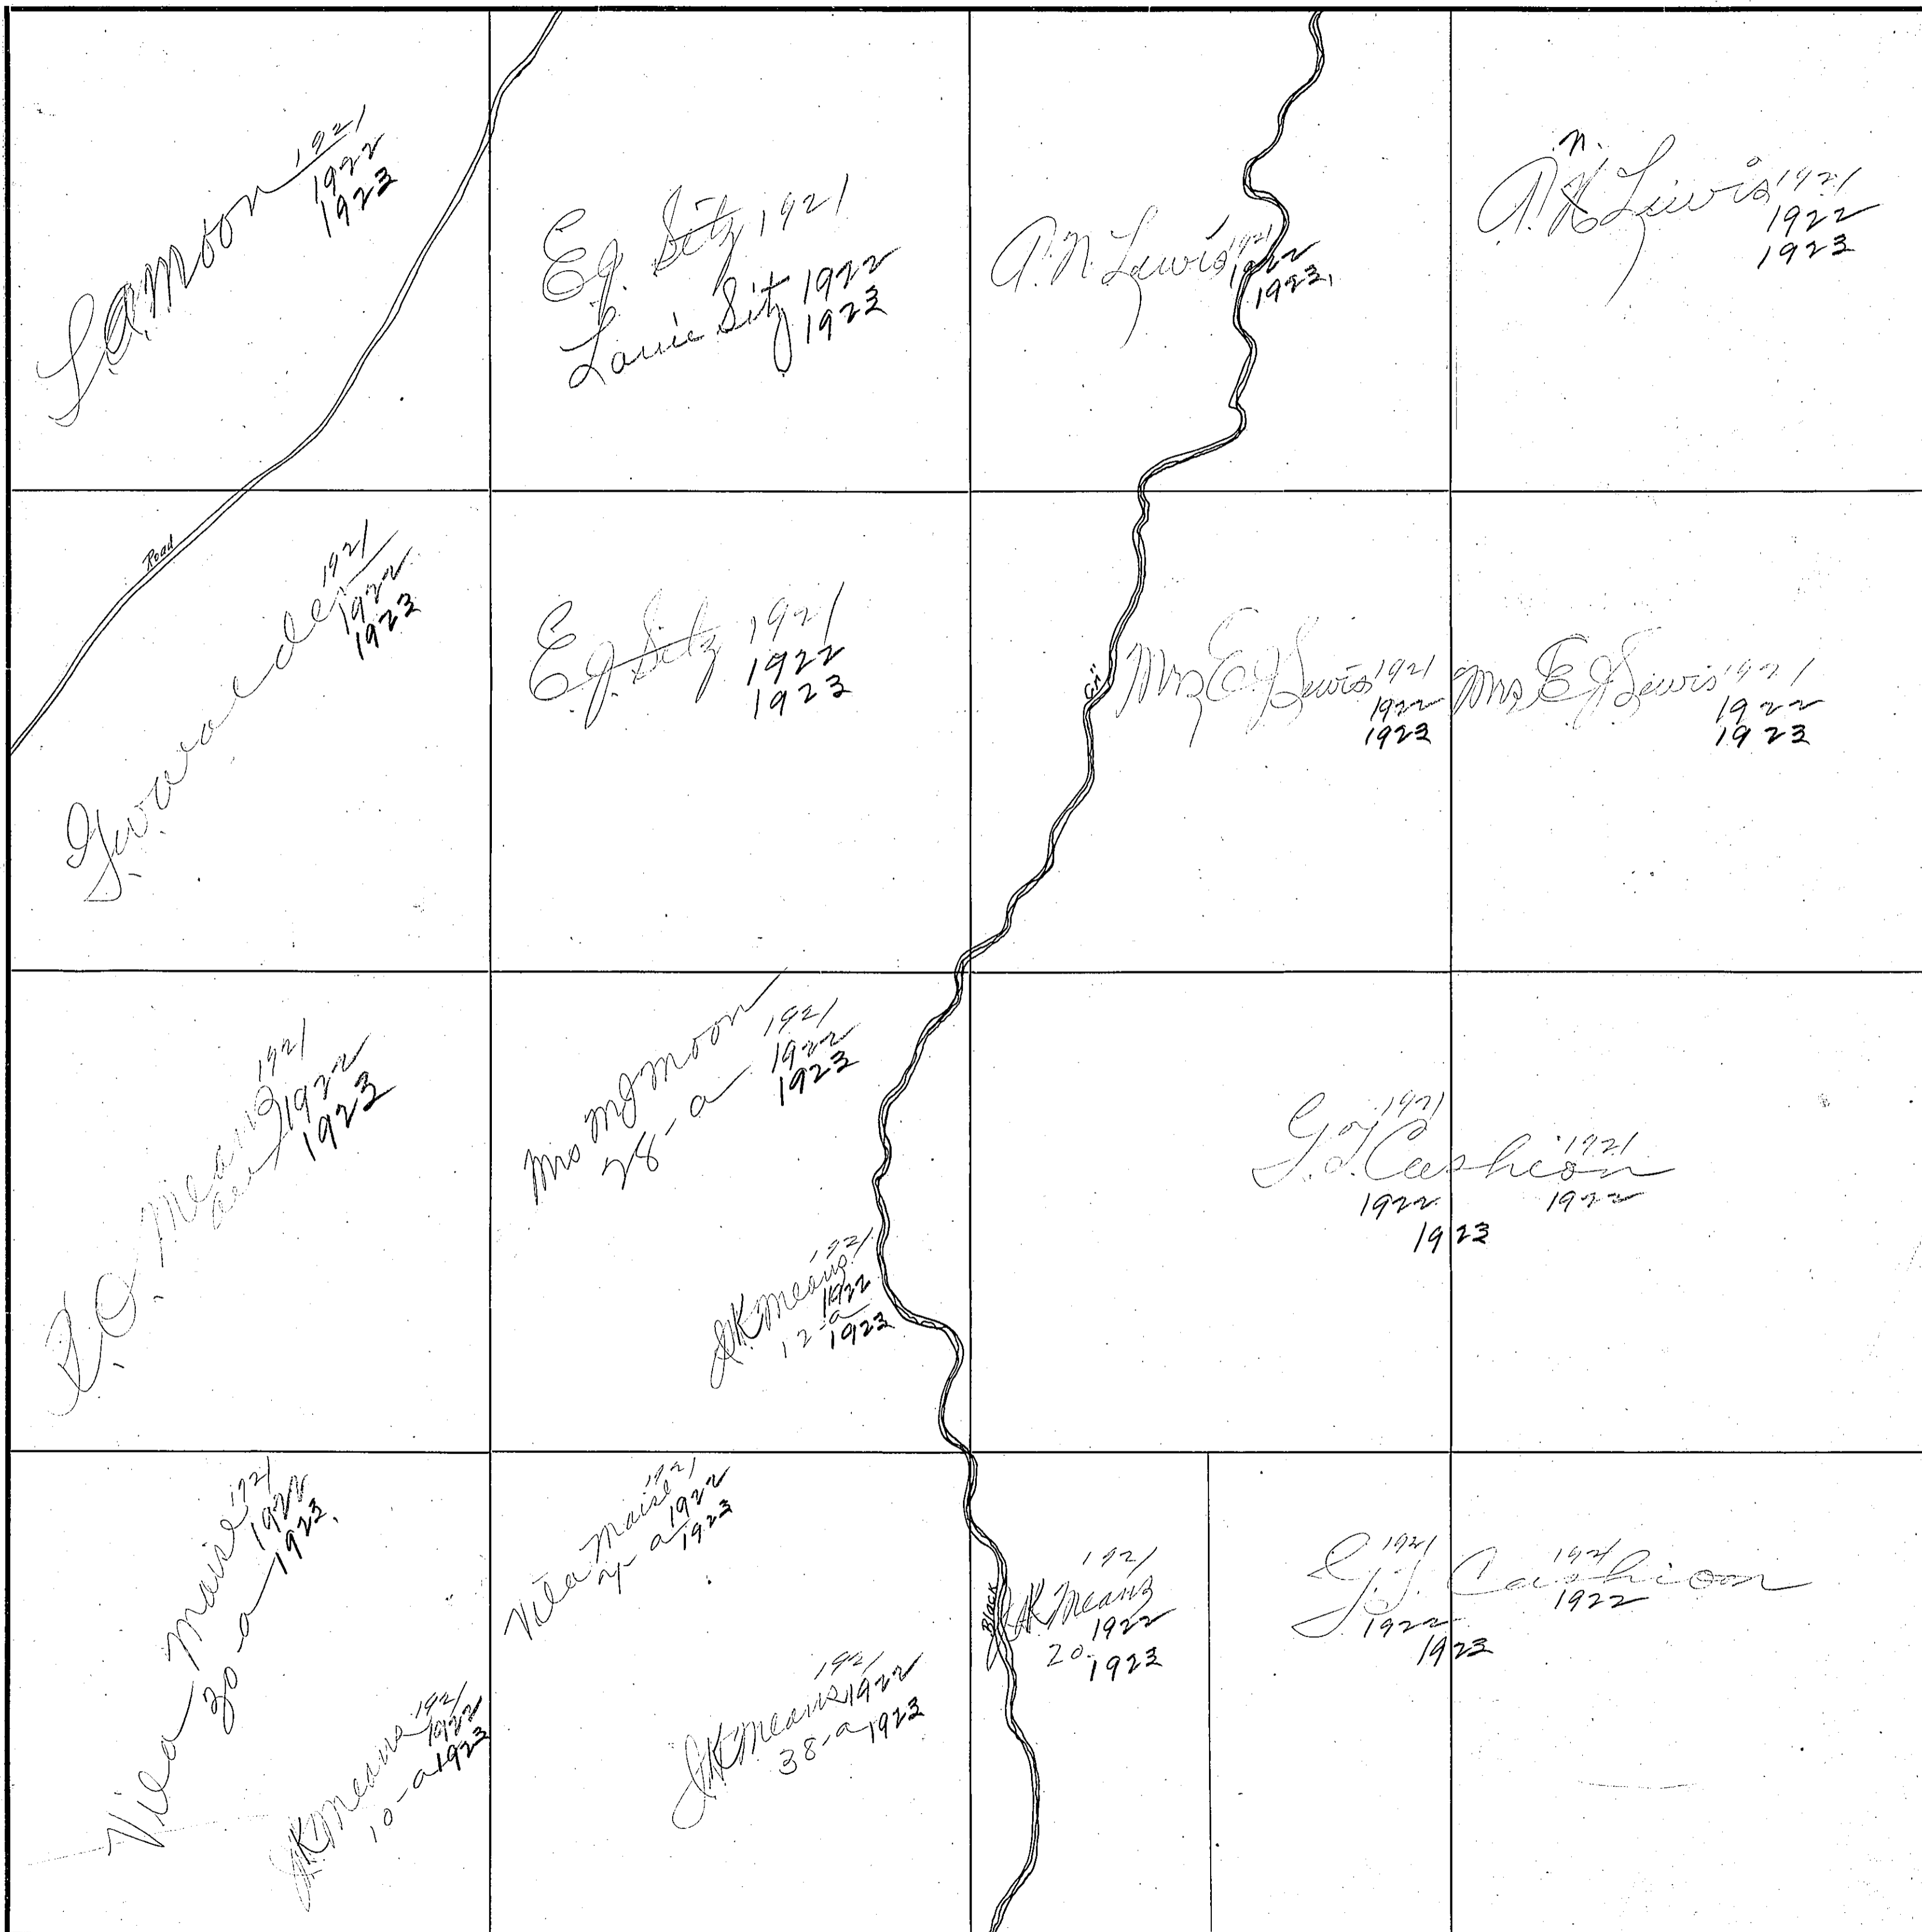 S.A. Moon 1921
1922
1923
E.J. Sitz 1921
Louie Sitz 1922
1923
A.N. Lewis 1921
1922
1923
N.
A. Lewis 1921
1922
1923
Road
1921
1922
1923
E.J. Sitz 1921
1922
1923
Cr"
Mrs E.J. Lewis 1921
1922
1923
Mrs E J Lewis 1921
1922
1923
Means 1921
1922
1923
Mrs M J Moon 1921
28-a 1922
1923
J.K. Means 1921
1922
12-a
1923
1921
G.T. Cashion 1921
1922 1922
1923
Vila Maise 1921
30-a 1922
1923
J.K. Means 1921
1922
10-a 1923
Vila Maise 1921
a 1922
1923
J.K. Means 1921
1922
38-a 1923
Black
1921
J.K. Means
1922
20
1923
1921 1921
G.T. Cashion
1922 1922
1923